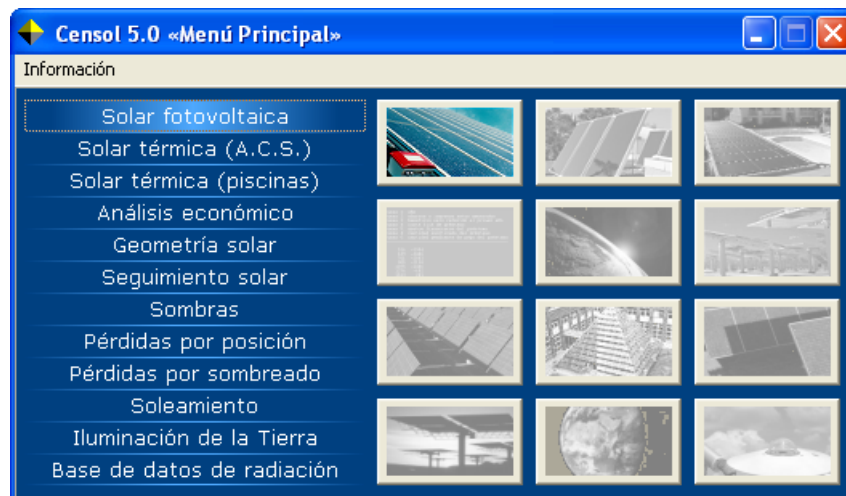 Censol 5.0 «Menú Principal»
Información
Solar fotovoltaica
Solar térmica (A.C.S.)
Solar térmica (piscinas)
Análisis económico
Geometría solar
Seguimiento solar
Sombras
Pérdidas por posición
Pérdidas por sombreado
Soleamiento
Iluminación de la Tierra
Base de datos de radiación